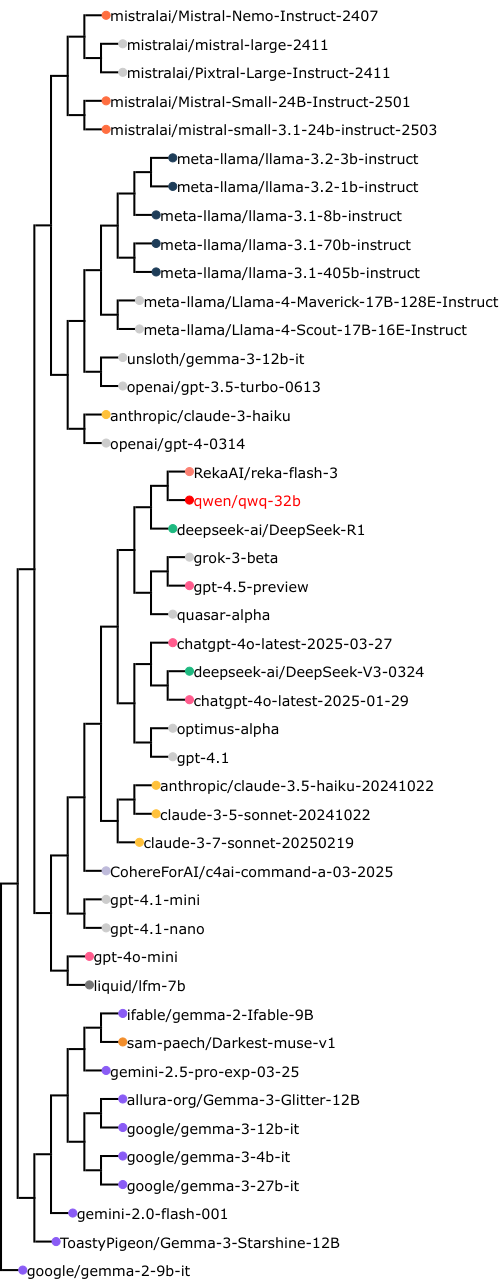 mistralai/Mistral-Nemo-Instruct-2407
mistralai/mistral-large-2411
mistralai/Pixtral-Large-Instruct-2411
mistralai/Mistral-Small-24B-Instruct-2501
mistralai/mistral-small-3.1-24b-instruct-2503
meta-llama/llama-3.2-3b-instruct
meta-llama/llama-3.2-1b-instruct
meta-llama/llama-3.1-8b-instruct
meta-llama/llama-3.1-70b-instruct
meta-llama/llama-3.1-405b-instruct
meta-llama/Llama-4-Maverick-17B-128E-Instruct
meta-llama/Llama-4-Scout-17B-16E-Instruct
unsloth/gemma-3-12b-it
openai/gpt-3.5-turbo-0613
anthropic/claude-3-haiku
openai/gpt-4-0314
RekaAI/reka-flash-3
qwen/qwq-32b
deepseek-ai/DeepSeek-R1
grok-3-beta
gpt-4.5-preview
quasar-alpha
chatgpt-4o-latest-2025-03-27
deepseek-ai/DeepSeek-V3-0324
chatgpt-4o-latest-2025-01-29
optimus-alpha
gpt-4.1
anthropic/claude-3.5-haiku-20241022
claude-3-5-sonnet-20241022
claude-3-7-sonnet-20250219
CohereForAI/c4ai-command-a-03-2025
gpt-4.1-mini
gpt-4.1-nano
gpt-4o-mini
liquid/lfm-7b
ifable/gemma-2-Ifable-9B
sam-paech/Darkest-muse-v1
gemini-2.5-pro-exp-03-25
allura-org/Gemma-3-Glitter-12B
google/gemma-3-12b-it
google/gemma-3-4b-it
google/gemma-3-27b-it
gemini-2.0-flash-001
ToastyPigeon/Gemma-3-Starshine-12B
google/gemma-2-9b-it